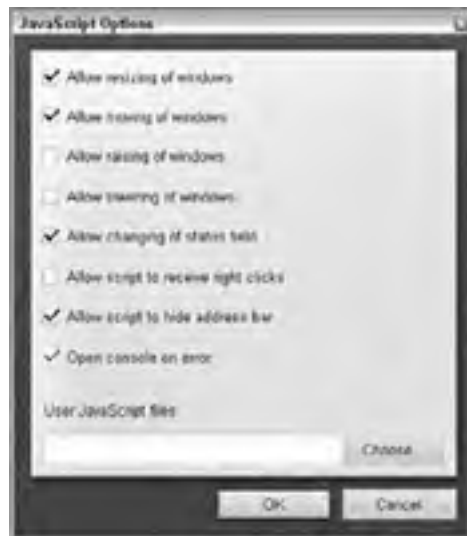 JavaScript Options
Allow resizing of windows
Allow moving of windows
Allow raising of windows
Allow lowering of windows
Allow changing of status field
Allow script to receive right clicks
Allow script to hide address bar
Open console on error
User JavaScript files
Choose...
OK
Cancel